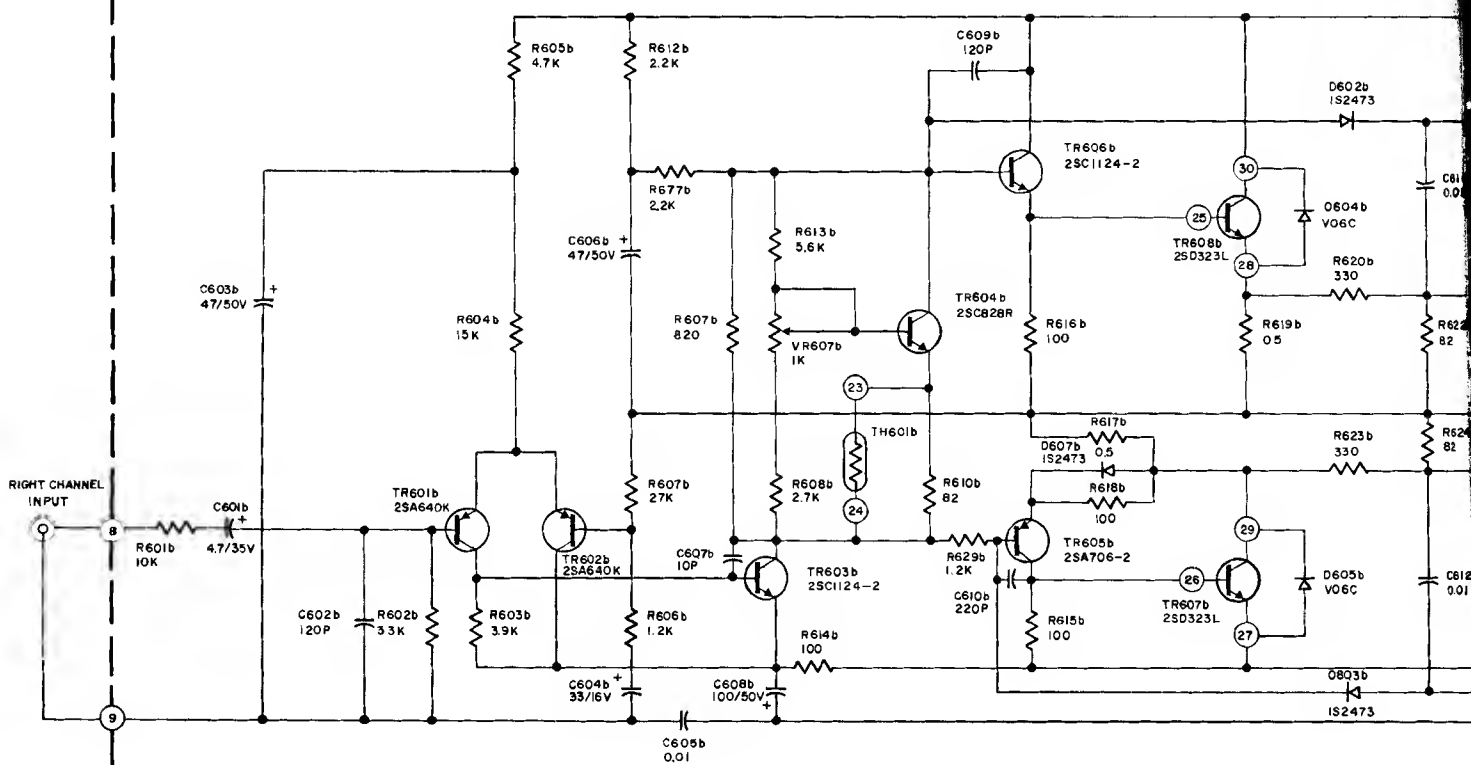 C609b
120P
R605b
4.7K
R612b
2.2K
D602b
1S2473
TR606b
2SC1124-2
R677b
2.2K
30
0604b
V06C
25
TR608b
2SD323L
28
C606b
47/50V
R613b
5.6K
R620b
330
C603b
47/50V
R604b
15K
R607b
820
VR607b
1K
TR604b
2SC828R
R616b
100
R619b
05
82
23
TH601b
24
R617b
0.5
D607b
1S2473
R618b
100
R623b
330
82
RIGHT CHANNEL
INPUT
8
R601b
10K
C601b
4.7/35V
TR601b
2SA640K
TR602b
2SA640K
R607b
27K
R608b
2.7K
R610b
82
R629b
1.2K
TR605b
2SA706-2
29
C602b
120P
R602b
33K
R603b
3.9K
C607b
10P
TR603b
2SC1124-2
C610b
220P
26
TR607b
2SD323L
D605b
V06C
C612
0.01
R606b
1.2K
R614b
100
R615b
100
27
C604b
33/16V
C608b
100/50V
0803b
1S2473
9
C605b
0.01